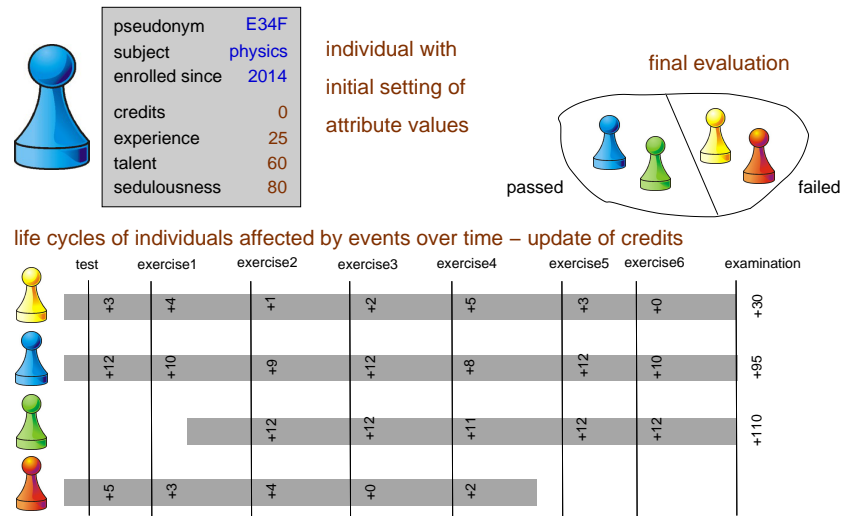 pseudonym E34F
subject physics
enrolled since 2014
credits 0
experience 25
talent 60
sedulousness 80
individual with
initial setting of
attribute values
final evaluation
passed
failed
life cycles of individuals affected by events over time – update of credits
test exercise1 exercise2 exercise3 exercise4 exercise5 exercise6 examination
+3 +4 +1 +2 +5 +3 +0 +30
+12 +10 +9 +12 +8 +12 +10 +95
+12 +12 +11 +12 +12 +110
+5 +3 +4 +0 +2